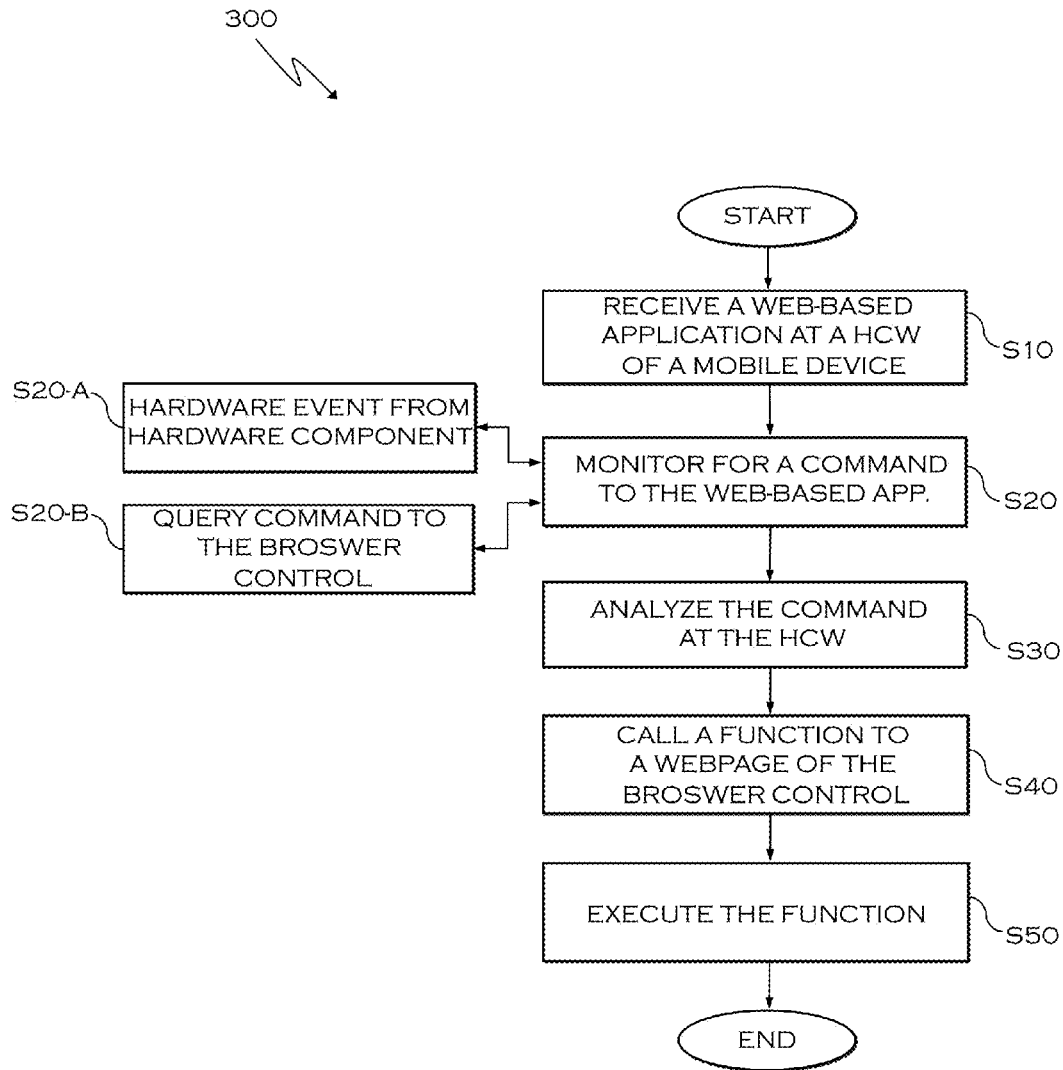 300
START
RECEIVE A WEB-BASED
APPLICATION AT A HCW
OF A MOBILE DEVICE
S10
S20-A
HARDWARE EVENT FROM
HARDWARE COMPONENT
MONITOR FOR A COMMAND
TO THE WEB-BASED APP.
S20
S20-B
QUERY COMMAND TO
THE BROSWER
CONTROL
ANALYZE THE COMMAND
AT THE HCW
S30
CALL A FUNCTION TO
A WEBPAGE OF THE
BROSWER CONTROL
S40
EXECUTE THE FUNCTION
S50
END